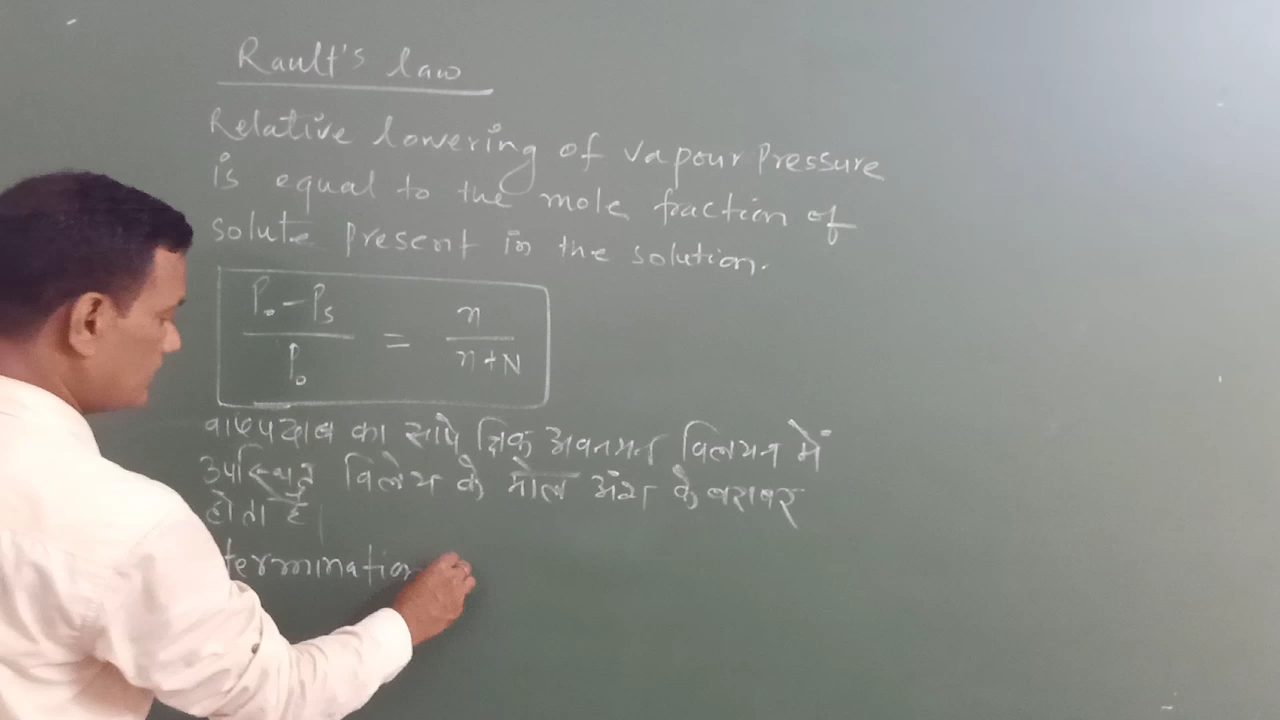 Rault's law
Relative lowering of vapour Pressure
is equal to the mole fraction of
solute present in the solution.
P₀ - Ps / P₀ = n / n+N
वाष्पदाब का सापेक्षिक अवनमन विलयन में
उपस्थित विलेय के मोल अंश के बराबर
होता है।
terminatio